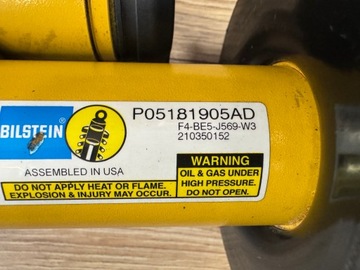 BILSTEIN
P05181905AD
F4-BE5-J569-W3
210350152
ASSEMBLED IN USA
DO NOT APPLY HEAT OR FLAME.
EXPLOSION & INJURY MAY OCCUR.
WARNING
OIL & GAS UNDER
HIGH PRESSURE.
DO NOT OPEN.